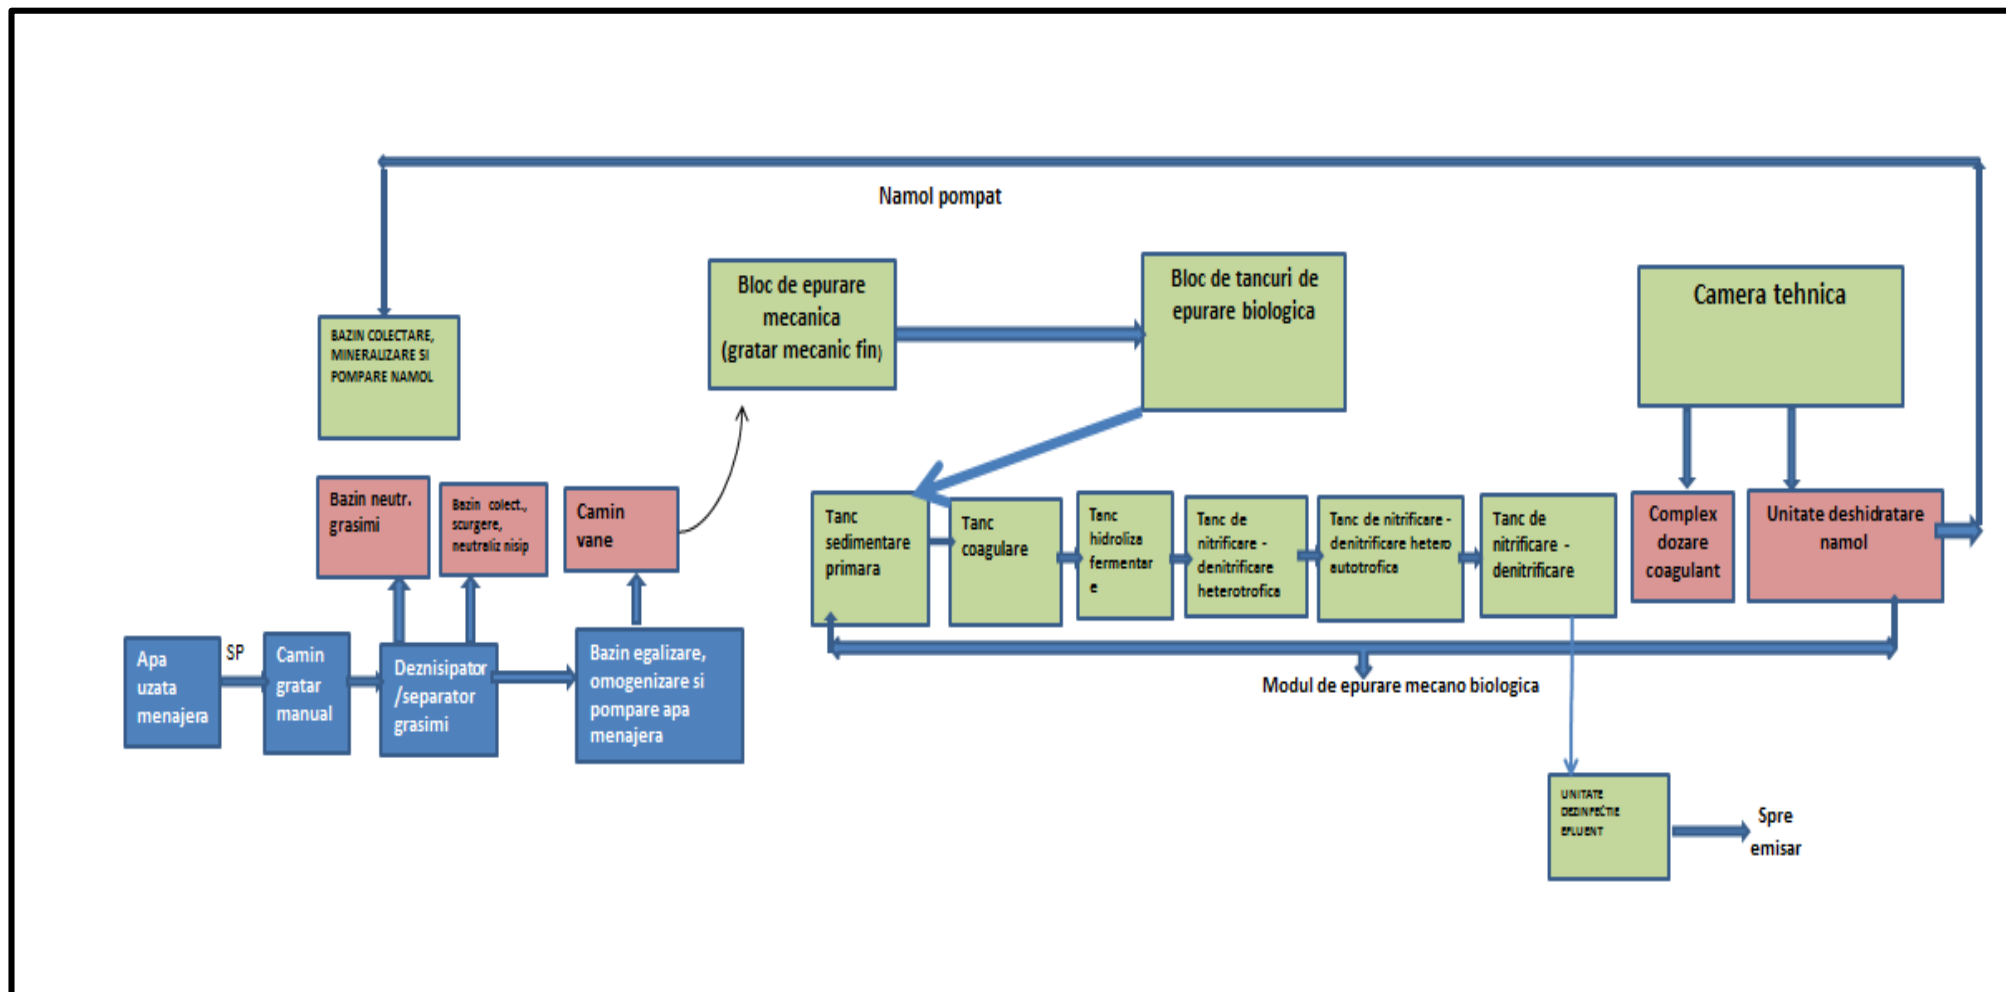 Namol pompat
Bloc de epurare
mecanica
(gratar mecanic fin)
Bloc de tancuri de
epurare biologica
Camera tehnica
BAZIN COLECTARE,
MINERALIZARE SI
POMPARE NAMOL
Bazin neutr.
grasimi
Bazin colect.,
scurgere,
neutraliz nisip
Camin
vane
Tanc
sedimentare
primara
Tanc
coagulare
Tanc
hidroliza
fermentar
e
Tanc de
nitrificare -
denitrificare
heterotrofica
Tanc de nitrificare -
denitrificare hetero
autotrofica
Tanc de
nitrificare -
denitrificare
Complex
dozare
coagulant
Unitate deshidratare
namol
Apa
uzata
menajera
SP
Camin
gratar
manual
Deznisipator
/separator
grasimi
Bazin egalizare,
omogenizare si
pompare apa
menajera
Modul de epurare mecano biologica
UNITATE
DEZINFECTIE
EFLUENT
Spre
emisar